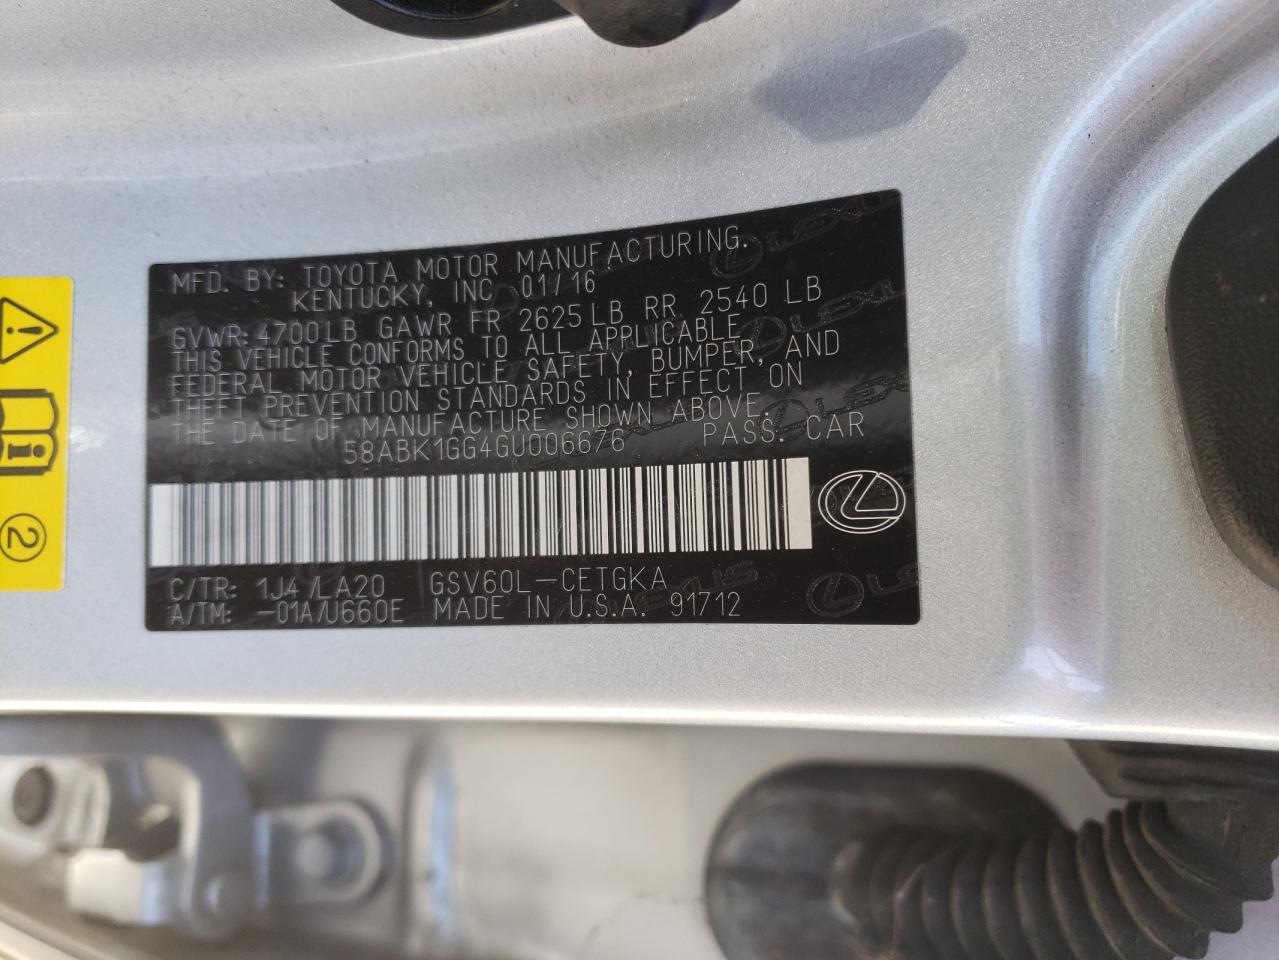 MFD. BY: TOYOTA MOTOR MANUFACTURING.
KENTUCKY, INC 01/16
GVWR: 4700LB GAWR FR 2625LB RR 2540 LB
THIS VEHICLE CONFORMS TO ALL APPLICABLE
FEDERAL MOTOR VEHICLE SAFETY, BUMPER, AND
THEFT PREVENTION STANDARDS IN EFFECT ON
THE DATE OF MANUFACTURE SHOWN ABOVE.
58ABK1GG4GU006676 PASS. CAR
C/TR: 1J4/LA20 GSV60L-CETGKA
A/TM: -01A/U660E MADE IN U.S.A. 91712
LEXUS
2